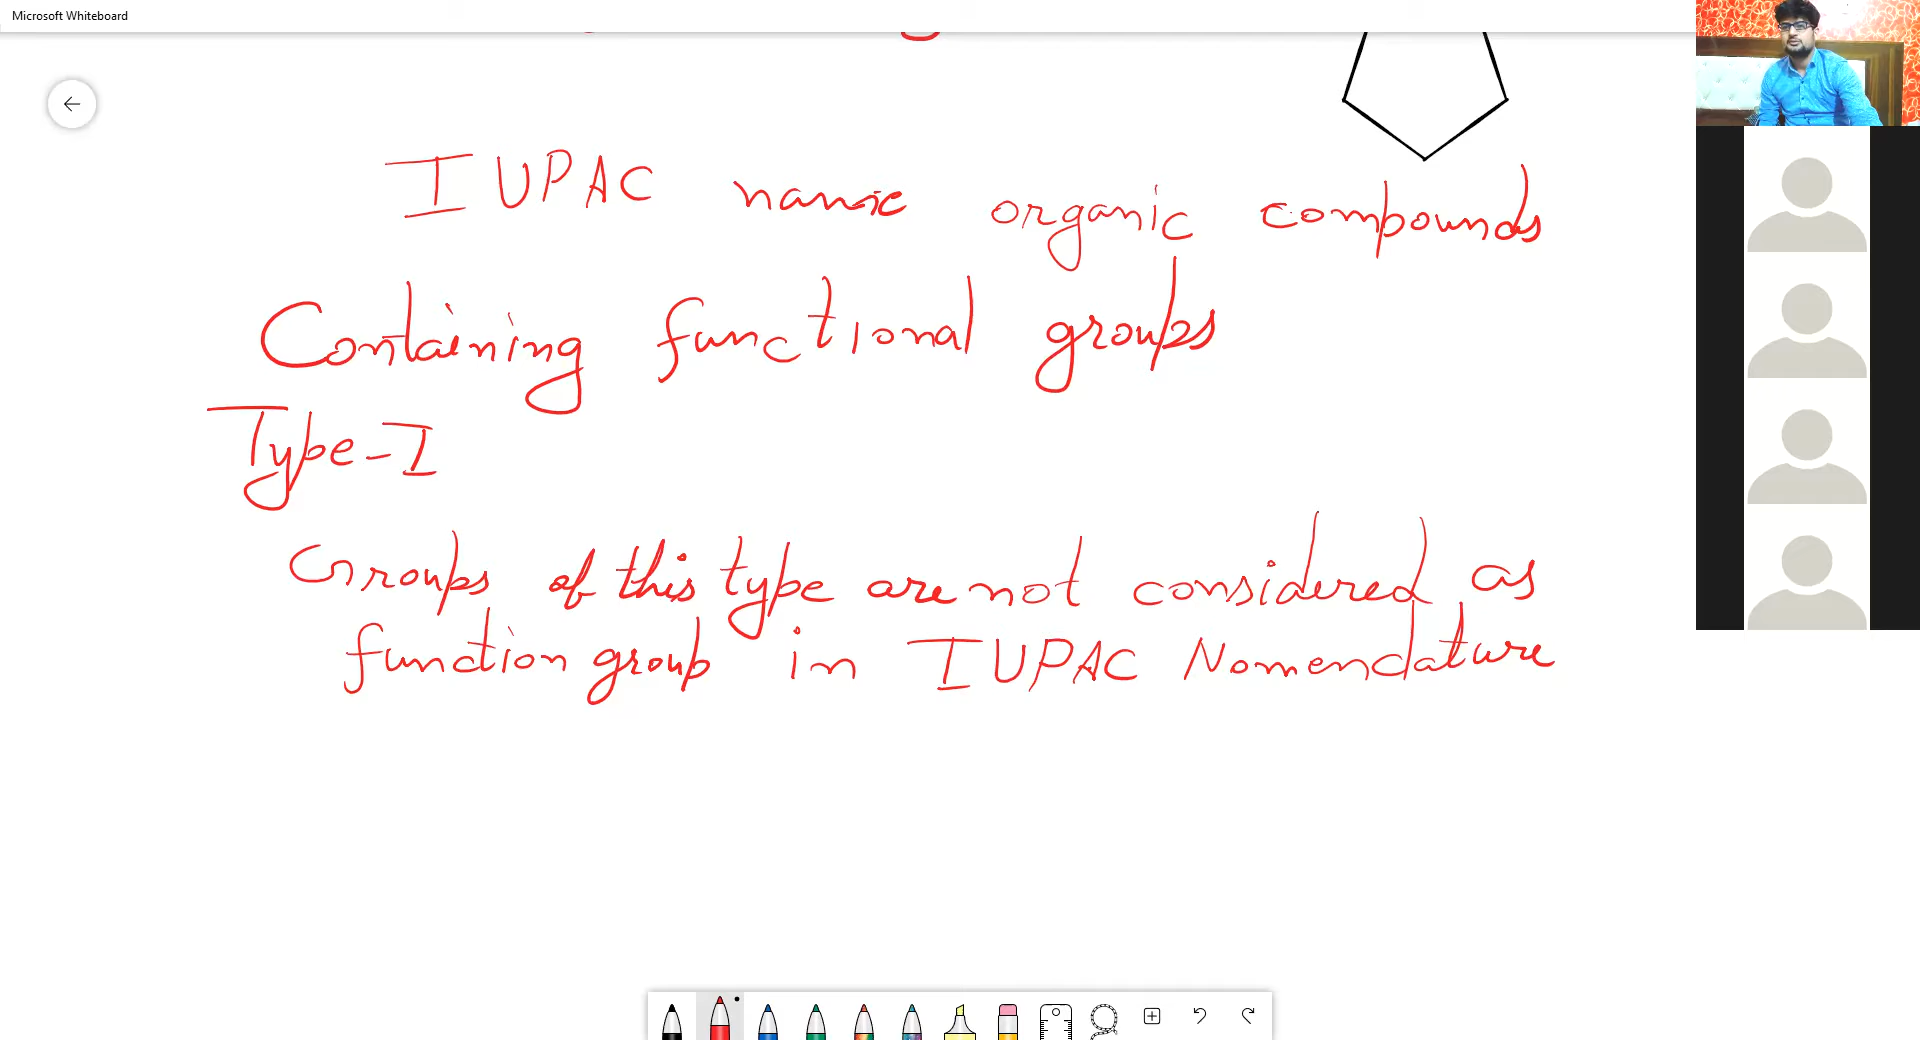 Microsoft Whiteboard
IUPAC name organic compounds
Containing functional groups
Type-I
Groups of this type are not considered as
function group in IUPAC Nomenclature